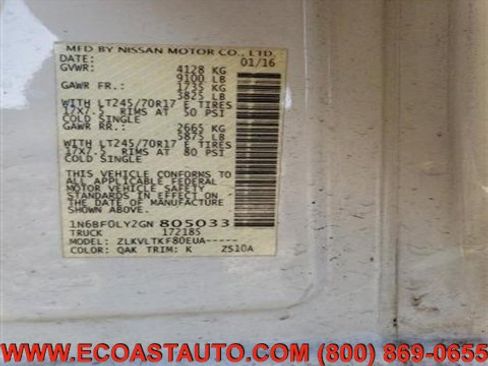 MFD BY NISSAN MOTOR CO., LTD.
DATE: 01/16
GVWR: 4128 KG
9100 LB
GAWR FR.: 1735 KG
3825 LB
WITH LT245/70R17 E TIRES
17X7.5 RIMS AT 50 PSI
COLD SINGLE
GAWR RR.: 2665 KG
5875 LB
WITH LT245/70R17 E TIRES
17X7.5 RIMS AT 80 PSI
COLD SINGLE
THIS VEHICLE CONFORMS TO
ALL APPLICABLE FEDERAL
MOTOR VEHICLE SAFETY
STANDARDS IN EFFECT ON
THE DATE OF MANUFACTURE
SHOWN ABOVE.
1N6BF0LY2GN805033
TRUCK 172185
MODEL: ZLKVLTKF80EUA-----
COLOR: QAK TRIM: K ZS10A
WWW.ECOASTAUTO.COM (800) 869-0655